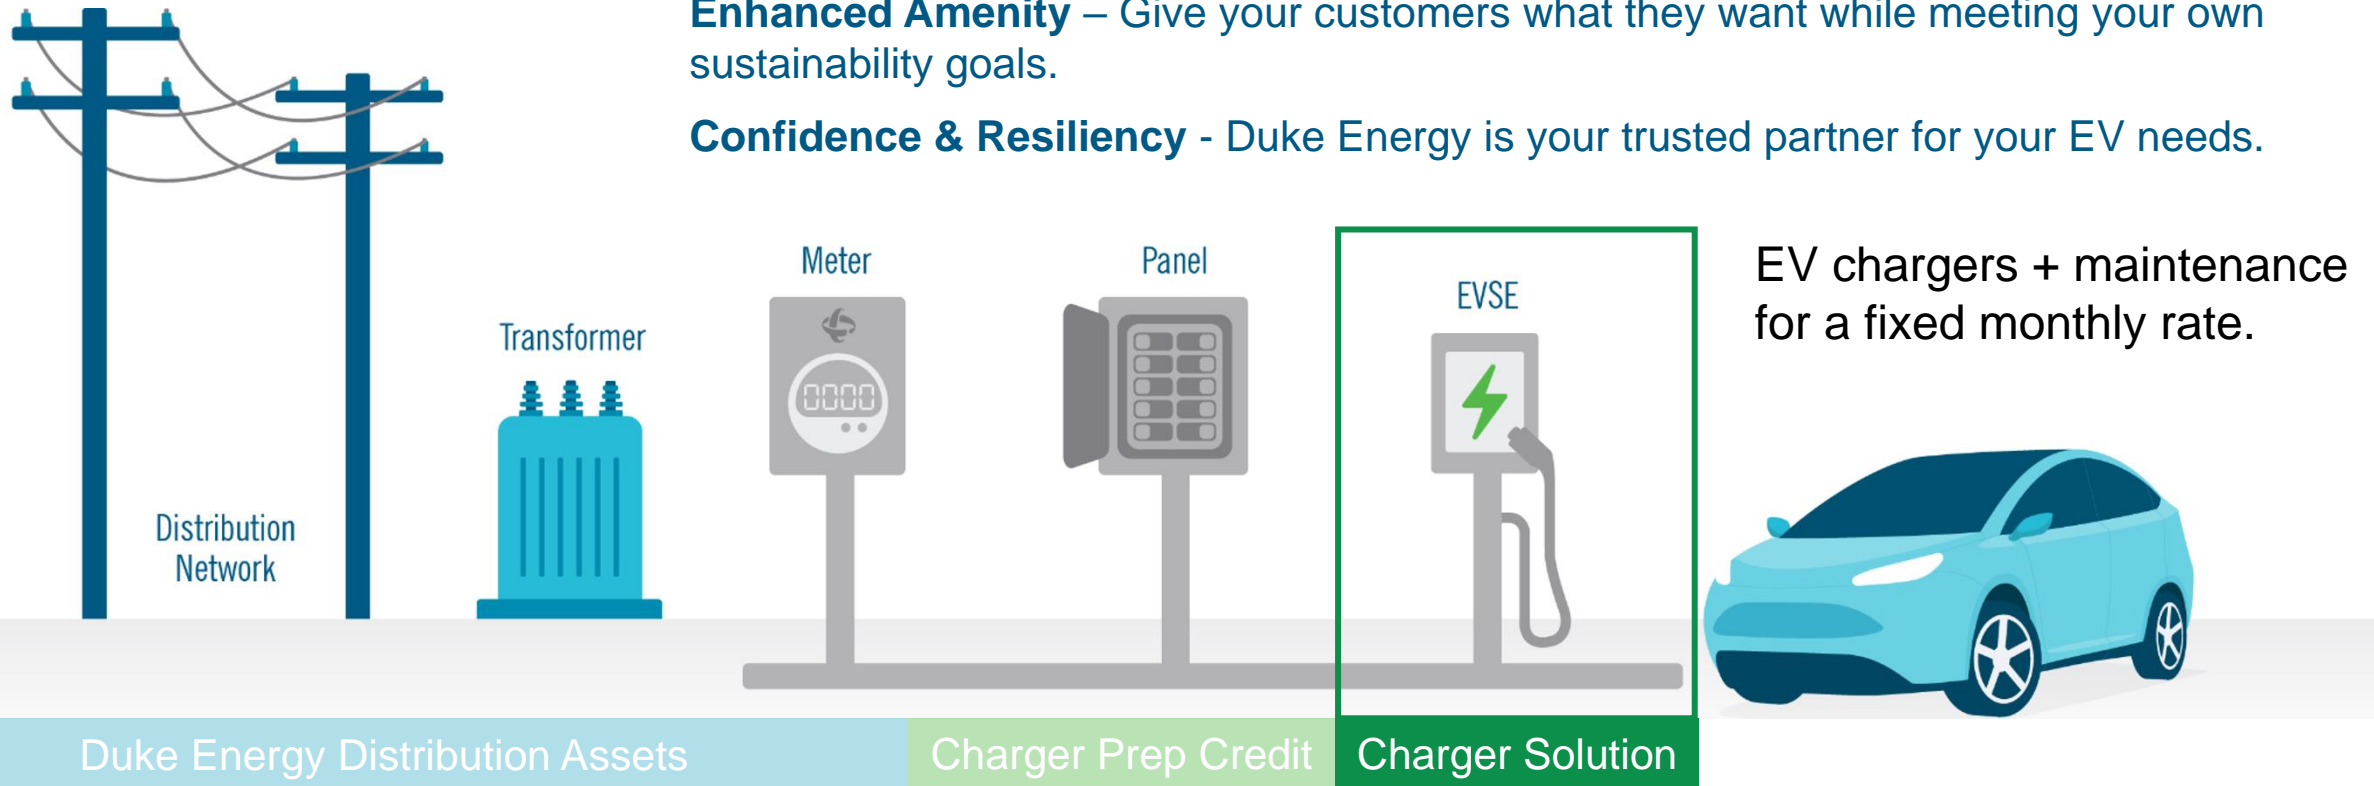 Enhanced Amenity – Give your customers what they want while meeting your own
sustainability goals.
Confidence & Resiliency - Duke Energy is your trusted partner for your EV needs.
Meter
Panel
EVSE
EV chargers + maintenance
for a fixed monthly rate.
Transformer
0000
Distribution
Network
Duke Energy Distribution Assets
Charger Prep Credit
Charger Solution